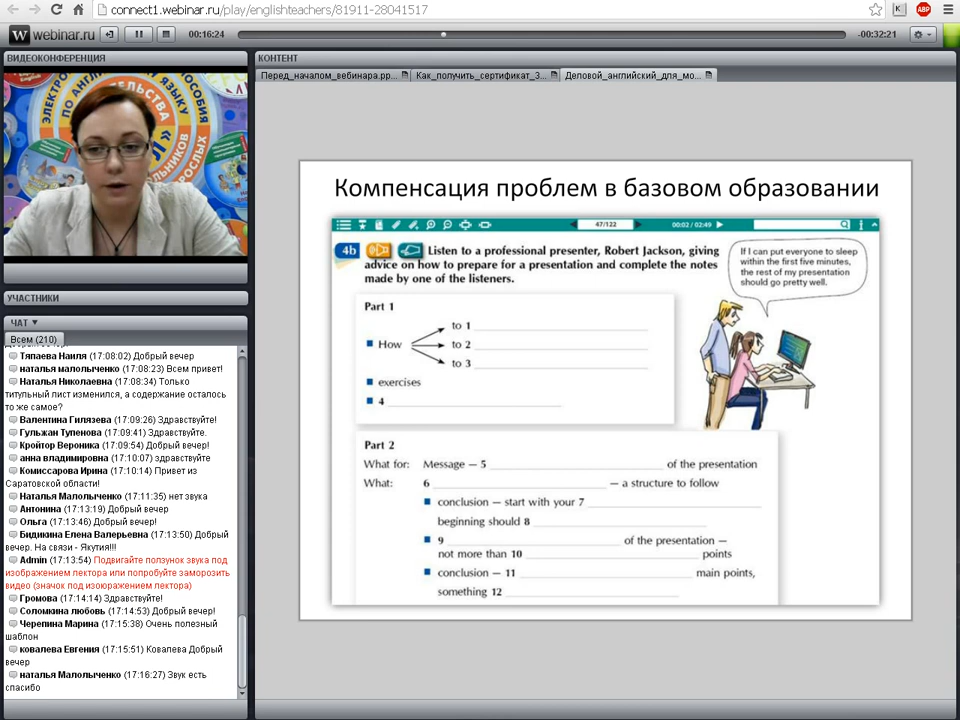 connect1.webinar.ru/play/englishteachers/81911-28041517
K
ABP
W webinar.ru
00:16:24
-00:32:21
ВИДЕОКОНФЕРЕНЦИЯ
ЭЛЕКТРО
ПО АНГЛ
ЯЗЫКУ
ПОСОБИЯ
УЧАСТНИКИ
ЧАТ
Всем (210)
Тяпаева Наиля (17:08:02) Добрый
вечер
наталья малолыченко (17:08:23) Всем привет!
Наталья Николаевна (17:08:34) Только
титульный лист изменился, а содержание осталось
то же самое?
Валентина Гилязева (17:09:26) Здравствуйте!
Гульжан Тупенова (17:09:41) Здравствуйте.
Кройтор Вероника (17:09:54) Добрый вечер!
анна владимировна (17:10:07) здравствуйте
Комиссарова Ирина (17:10:14) Привет из
Саратовской области!
Наталья Малолыченко (17:11:35) нет звука
Антонина (17:13:19) Добрый вечер
Ольга (17:13:46) Добрый вечер!
Бидикина Елена Валерьевна (17:13:50) Добрый
вечер. На связи - Якутия!!!
Admin (17:13:54) Подвигайте ползунок звука под
изображением лектора или попробуйте заморозить
видео (значок под изоюражением лектора)
Громова (17:14:14) Здравствуйте!
Соломкина любовь (17:14:53) Добрый вечер!
Черепина Марина (17:15:38) Очень полезный
шаблон
ковалева Евгения (17:15:51) Ковалева Добрый
вечер
наталья Малолыченко (17:16:27) Звук есть
спасибо
КОНТЕНТ
Перед_началом_вебинара.pp...
Как_получить_сертификат_3...
Деловой_английский_для_мо...
Компенсация проблем в базовом образовании
47/122
00:02 / 02:49
4b Listen to a professional presenter, Robert Jackson, giving
advice on how to prepare for a presentation and complete the notes
made by one of the listeners.
If I can put everyone to sleep
within the first five minutes,
the rest of my presentation
should go pretty well.
Part 1
to 1
How to 2
to 3
exercises
4
Part 2
What for: Message – 5 of the presentation
What: 6 – a structure to follow
conclusion – start with your 7
beginning should 8
9 of the presentation –
not more than 10 points
conclusion – 11 main points,
something 12